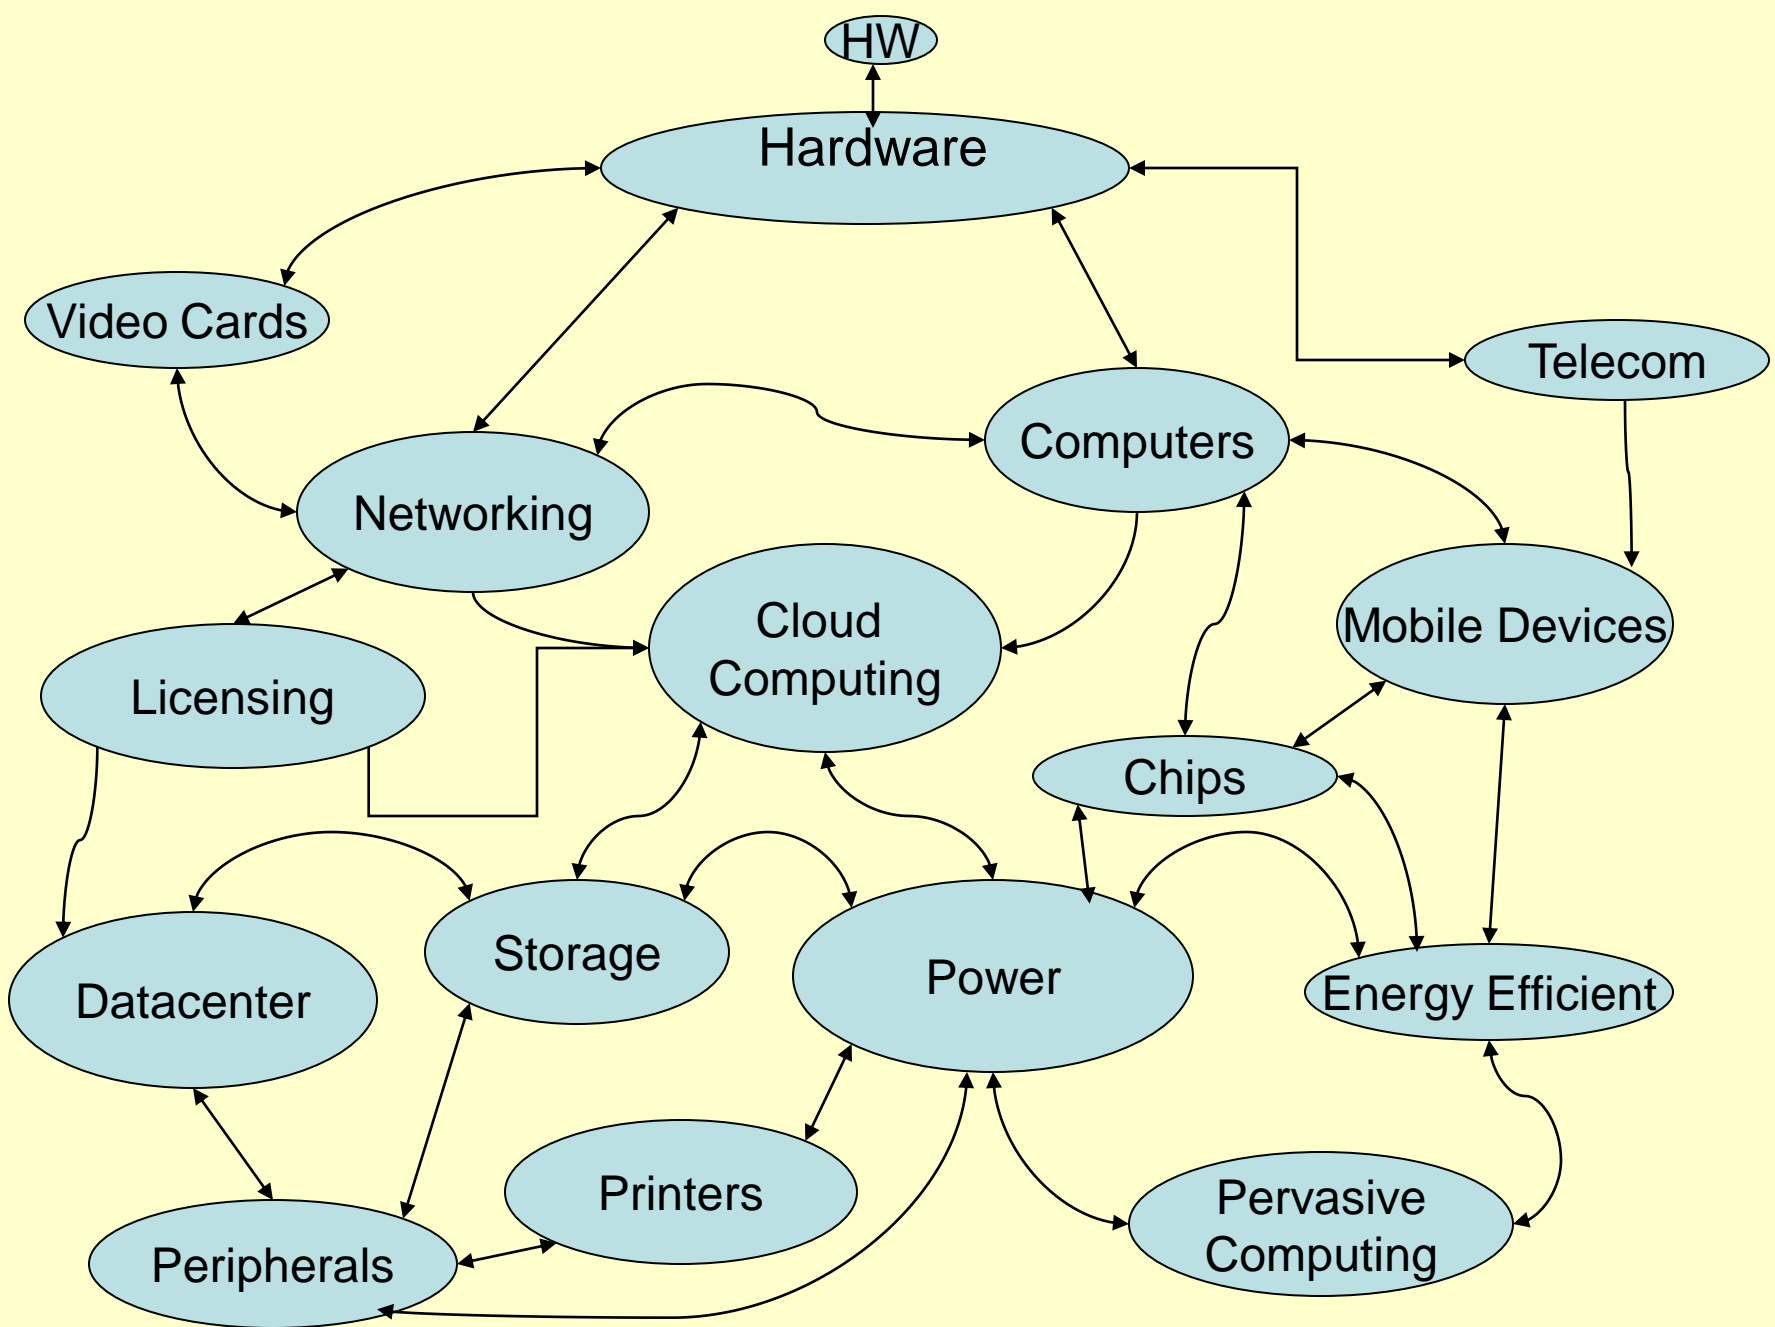 HW
Hardware
Video Cards
Telecom
Computers
Networking
Cloud
Computing
Mobile Devices
Licensing
Chips
Storage
Power
Energy Efficient
Datacenter
Printers
Pervasive
Computing
Peripherals